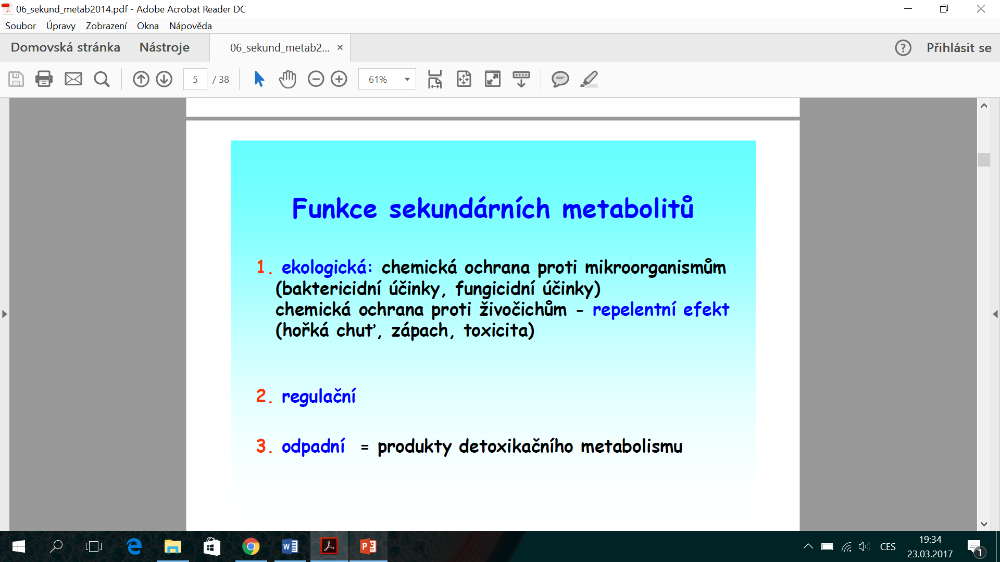 06_sekund_metab2014.pdf - Adobe Acrobat Reader DC
Soubor Úpravy Zobrazení Okna Nápověda
Domovská stránka Nástroje 06_sekund_metab2... × ? Přihlásit se
5 / 38 61%
Funkce sekundárních metabolitů
1. ekologická: chemická ochrana proti mikroorganismům
(baktericidní účinky, fungicidní účinky)
chemická ochrana proti živočichům - repelentní efekt
(hořká chuť, zápach, toxicita)
2. regulační
3. odpadní = produkty detoxikačního metabolismu
CES
19:34
23.03.2017
1